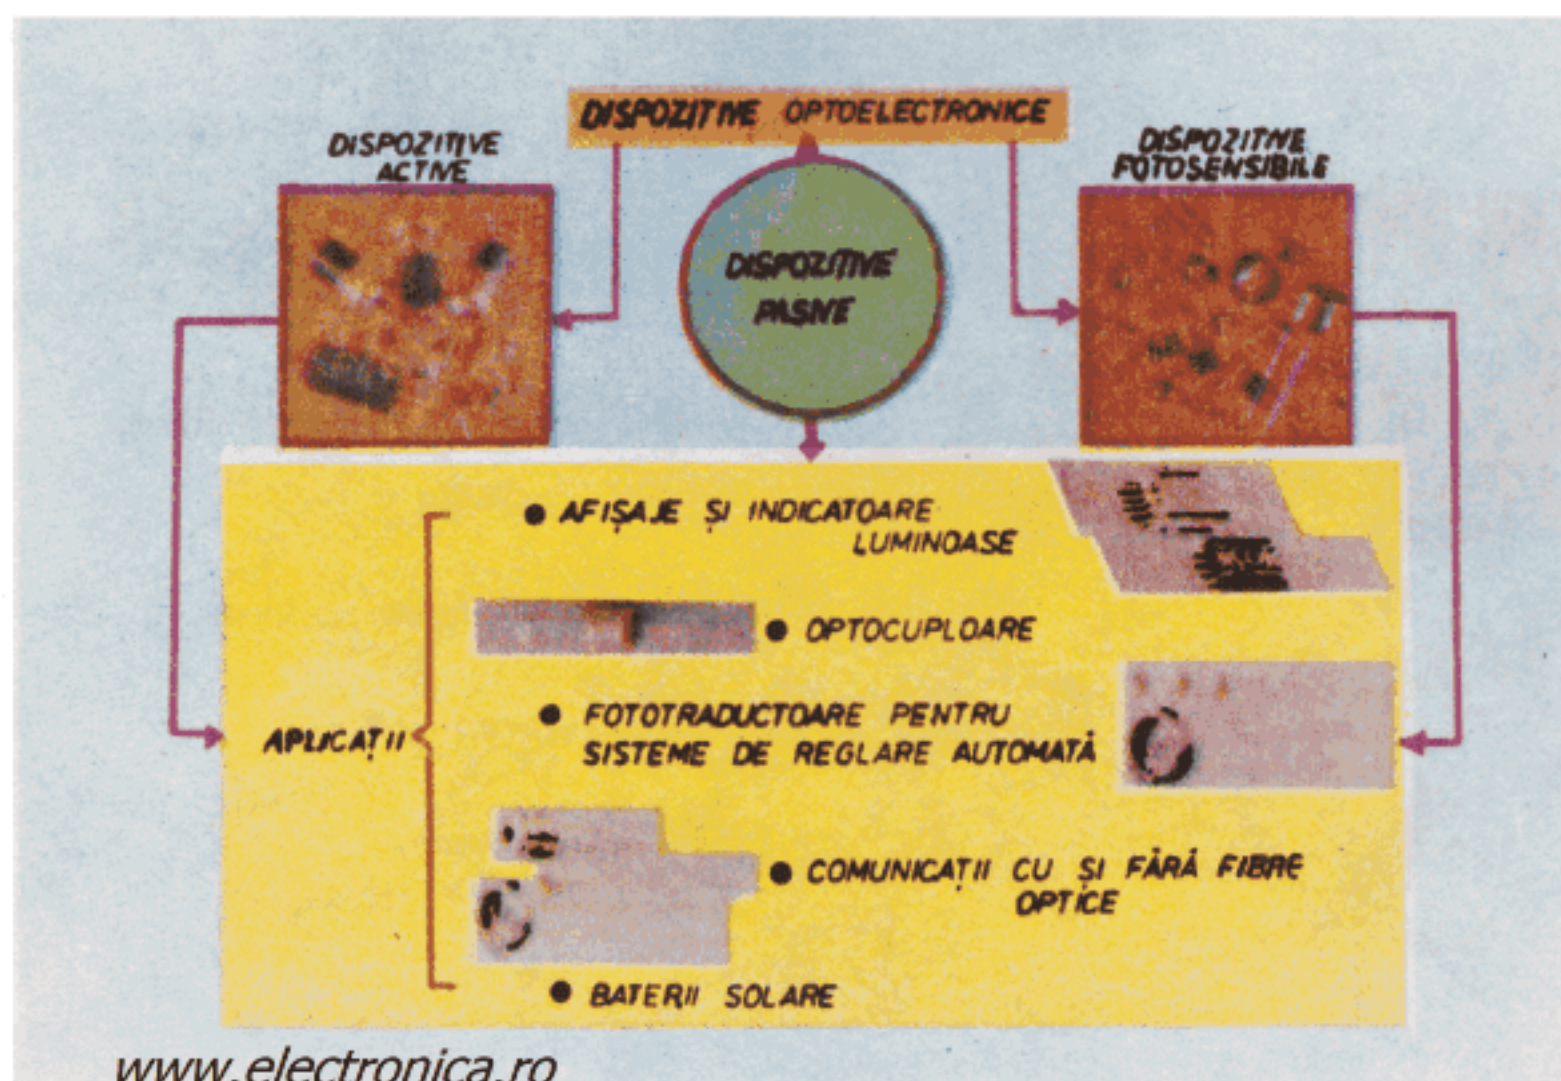 DISPOZITIVE OPTOELECTRONICE
DISPOZITIVE
ACTIVE
DISPOZITIVE
PASIVE
DISPOZITIVE
FOTOSENSIBILE
APLICAȚII
● AFIȘAJE ȘI INDICATOARE
LUMINOASE
● OPTOCUPLOARE
● FOTOTRADUCTOARE PENTRU
SISTEME DE REGLARE AUTOMATĂ
● COMUNICAȚII CU ȘI FĂRĂ FIBRE
OPTICE
● BATERII SOLARE
www.electronica.ro